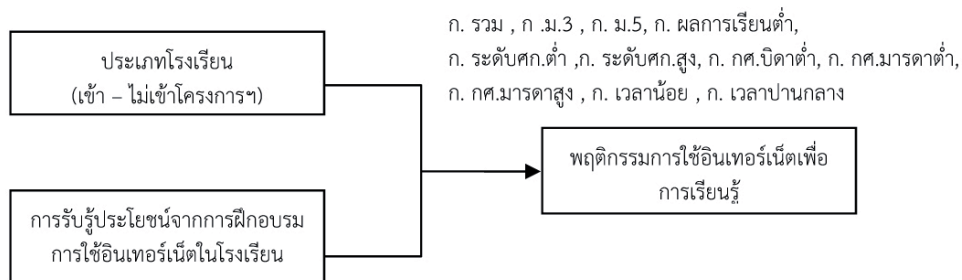 ก. รวม , ก .ม.3 , ก. ม.5, ก. ผลการเรียนต่ำ,
ก. ระดับศก.ต่ำ ,ก. ระดับศก.สูง, ก. กศ.บิดาต่ำ, ก. กศ.มารดาต่ำ,
ก. กศ.มารดาสูง , ก. เวลาน้อย , ก. เวลาปานกลาง
ประเภทโรงเรียน
(เข้า – ไม่เข้าโครงการฯ)
พฤติกรรมการใช้อินเทอร์เน็ตเพื่อ
การเรียนรู้
การรับรู้ประโยชน์จากการฝึกอบรม
การใช้อินเทอร์เน็ตในโรงเรียน